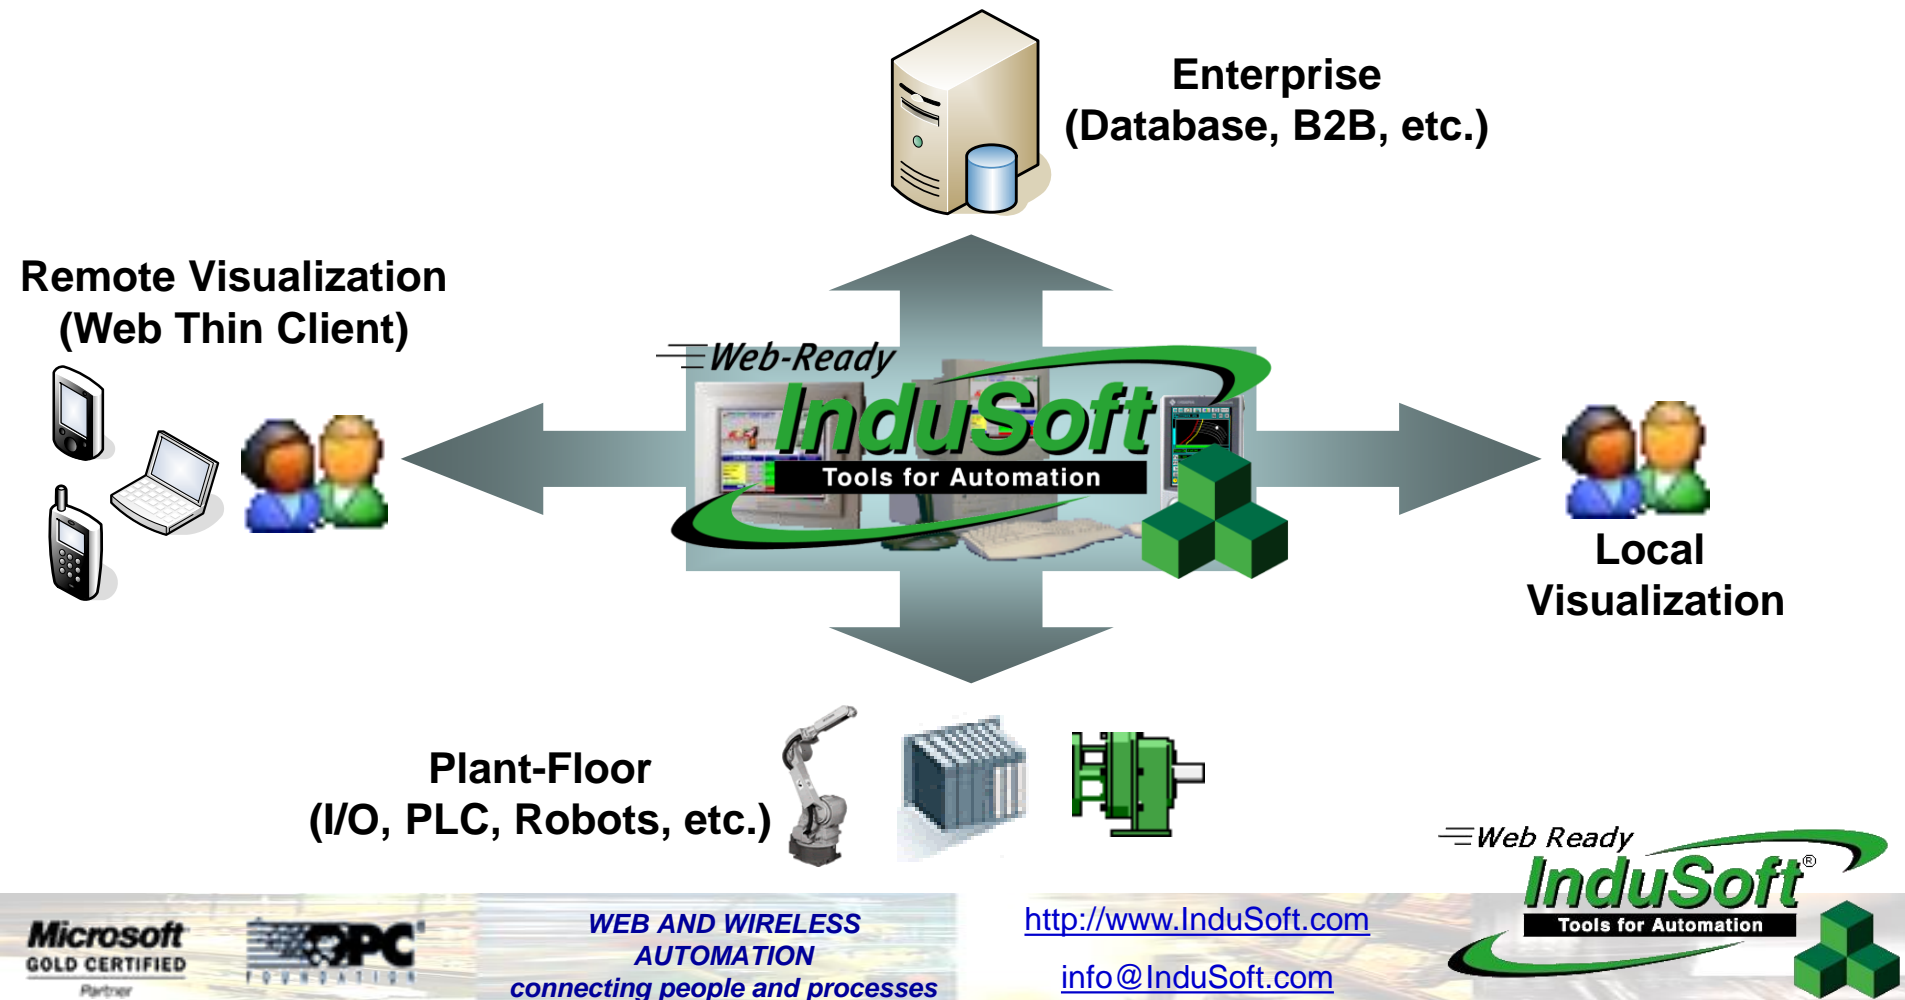 Enterprise
(Database, B2B, etc.)
Remote Visualization
(Web Thin Client)
Web-Ready
InduSoft
Tools for Automation
Local
Visualization
Plant-Floor
(I/O, PLC, Robots, etc.)
Web Ready
InduSoft®
Tools for Automation
Microsoft
GOLD CERTIFIED
Partner
OPC
FOUNDATION
WEB AND WIRELESS
AUTOMATION
connecting people and processes
http://www.InduSoft.com
info@InduSoft.com